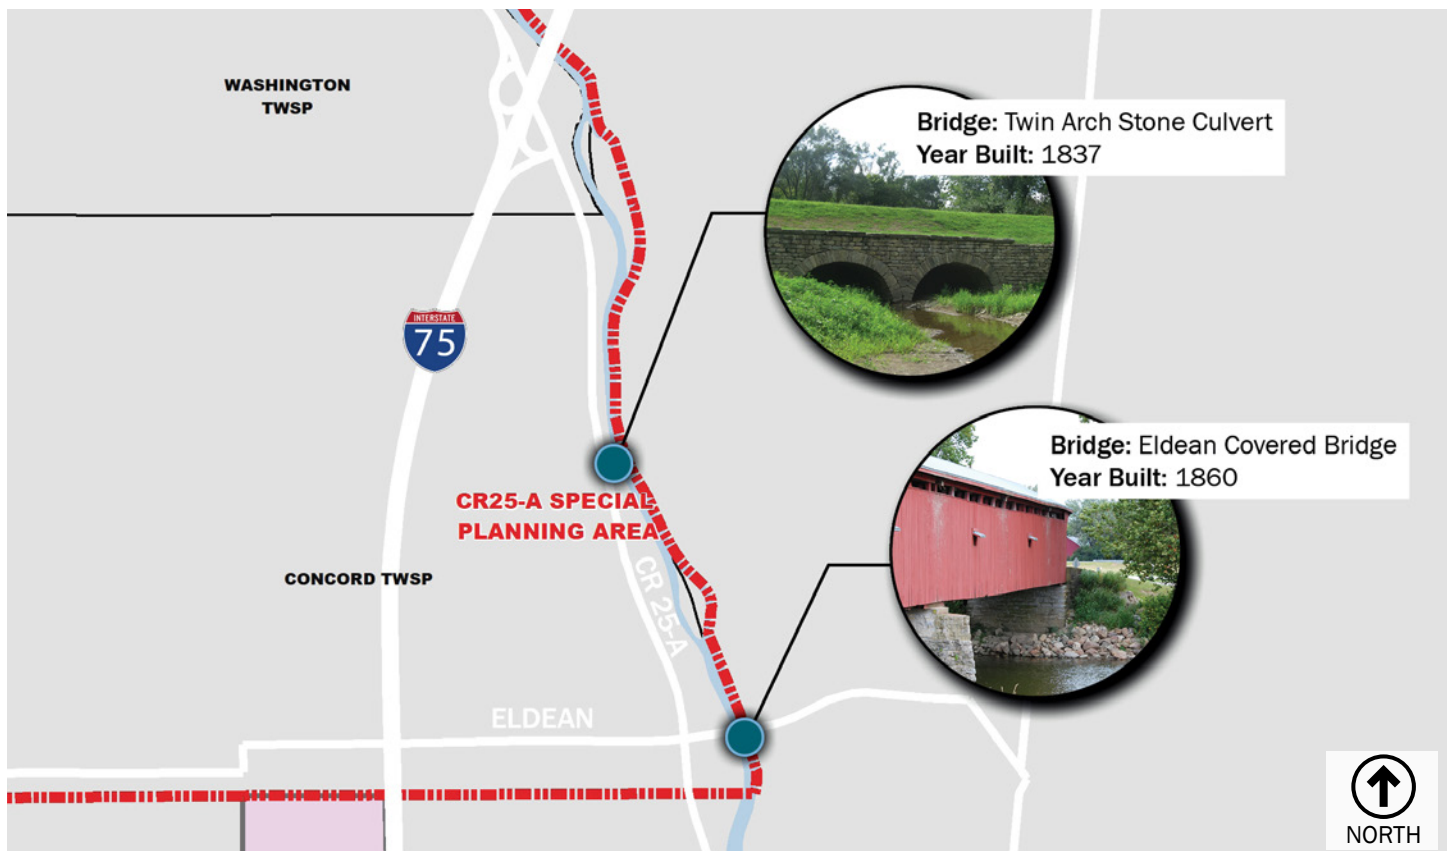 WASHINGTON
TWSP
Bridge: Twin Arch Stone Culvert
Year Built: 1837
INTERSTATE
75
Bridge: Eldean Covered Bridge
Year Built: 1860
CR25-A SPECIAL
PLANNING AREA
CONCORD TWSP
CR 25-A
ELDEAN
NORTH